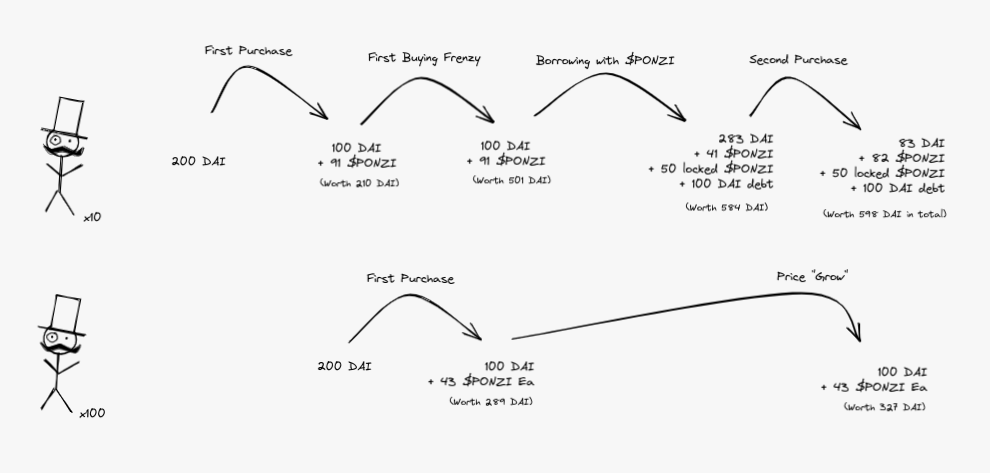 First Purchase
First Buying Frenzy
Borrowing with $PONZI
Second Purchase
200 DAI
100 DAI
+ 91 $PONZI
(Worth 210 DAI)
100 DAI
+ 91 $PONZI
(Worth 501 DAI)
283 DAI
+ 41 $PONZI
+ 50 locked $PONZI
+ 100 DAI debt
(Worth 584 DAI)
83 DAI
+ 82 $PONZI
+ 50 locked $PONZI
+ 100 DAI debt
(Worth 598 DAI in total)
x10
First Purchase
Price "Grow"
200 DAI
100 DAI
+ 43 $PONZI Ea
(Worth 289 DAI)
100 DAI
+ 43 $PONZI Ea
(Worth 327 DAI)
x100